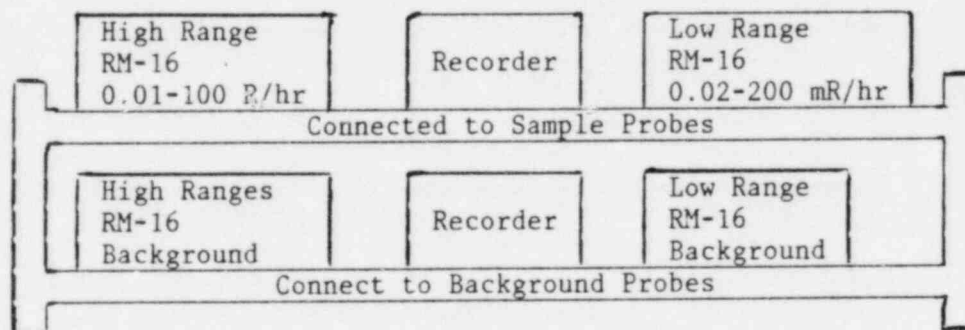 High Range
RM-16
0.01-100 R/hr
Recorder
Low Range
RM-16
0.02-200 mR/hr
Connected to Sample Probes
High Ranges
RM-16
Background
Recorder
Low Range
RM-16
Background
Connect to Background Probes